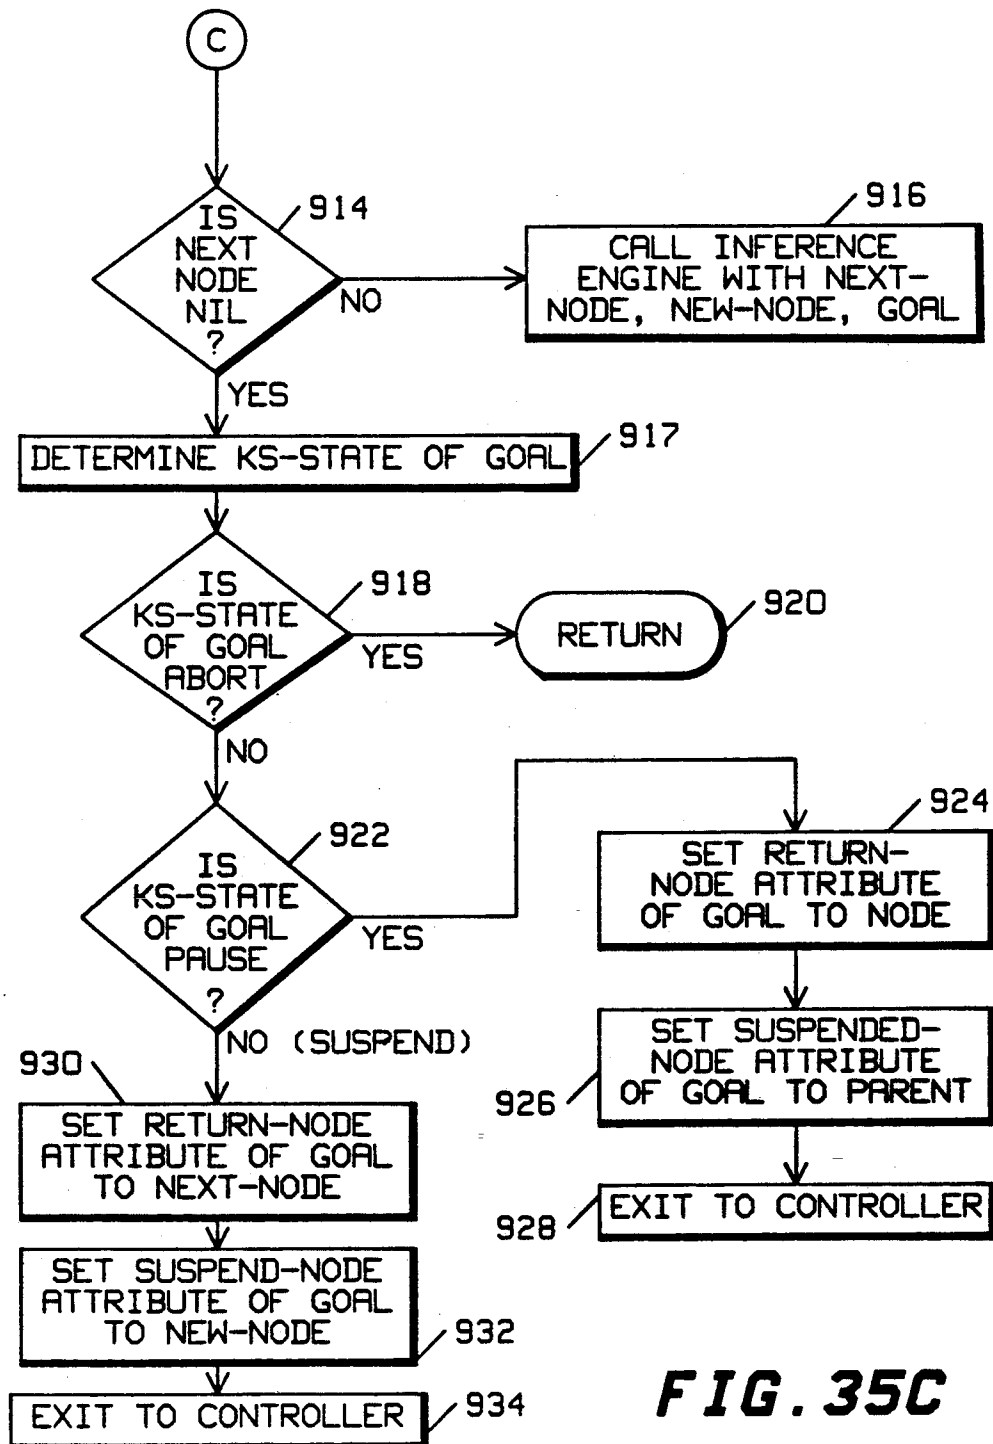 C
IS
NEXT
NODE
NIL
?
914
NO
916
CALL INFERENCE
ENGINE WITH NEXT-
NODE, NEW-NODE, GOAL
YES
917
DETERMINE KS-STATE OF GOAL
IS
KS-STATE
OF GOAL
ABORT
?
918
YES
920
RETURN
NO
IS
KS-STATE
OF GOAL
PAUSE
?
922
YES
924
SET RETURN-
NODE ATTRIBUTE
OF GOAL TO NODE
SET SUSPENDED-
NODE ATTRIBUTE
OF GOAL TO PARENT
926
EXIT TO CONTROLLER
928
NO (SUSPEND)
930
SET RETURN-NODE
ATTRIBUTE OF GOAL
TO NEXT-NODE
SET SUSPEND-NODE
ATTRIBUTE OF GOAL
TO NEW-NODE
932
EXIT TO CONTROLLER
934
FIG. 35C